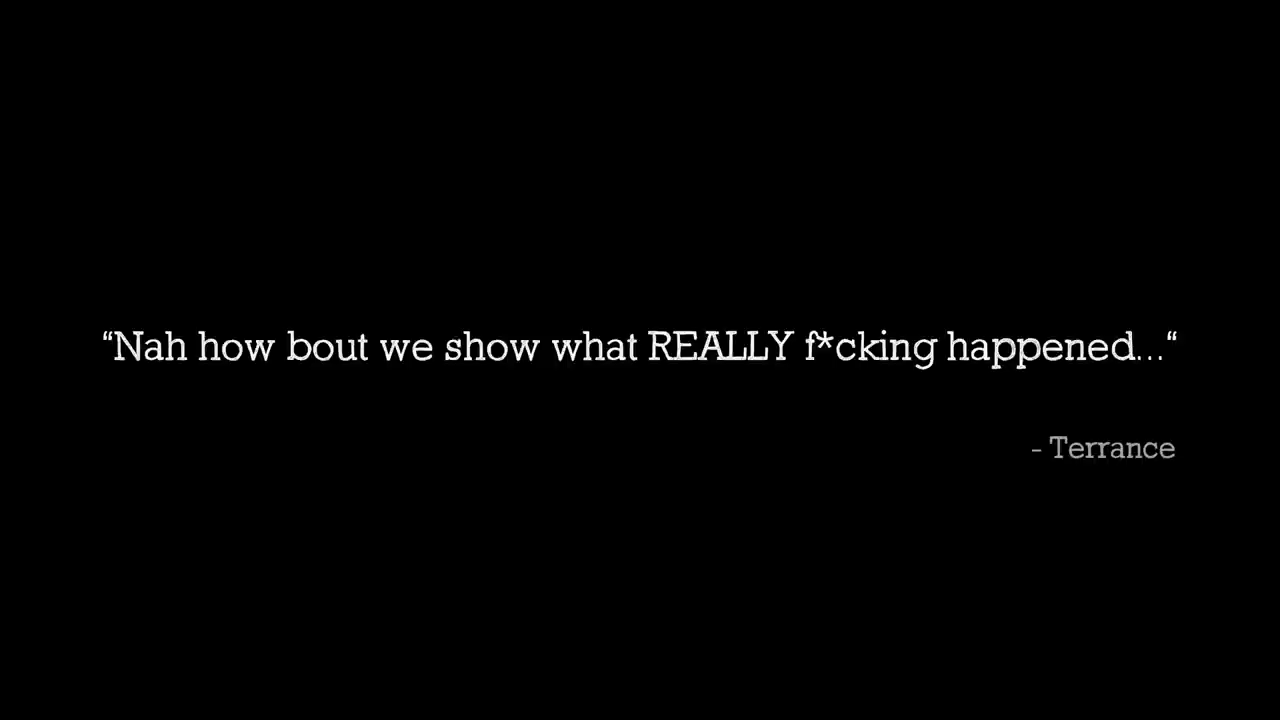 “Nah how bout we show what REALLY f*cking happened...“
- Terrance